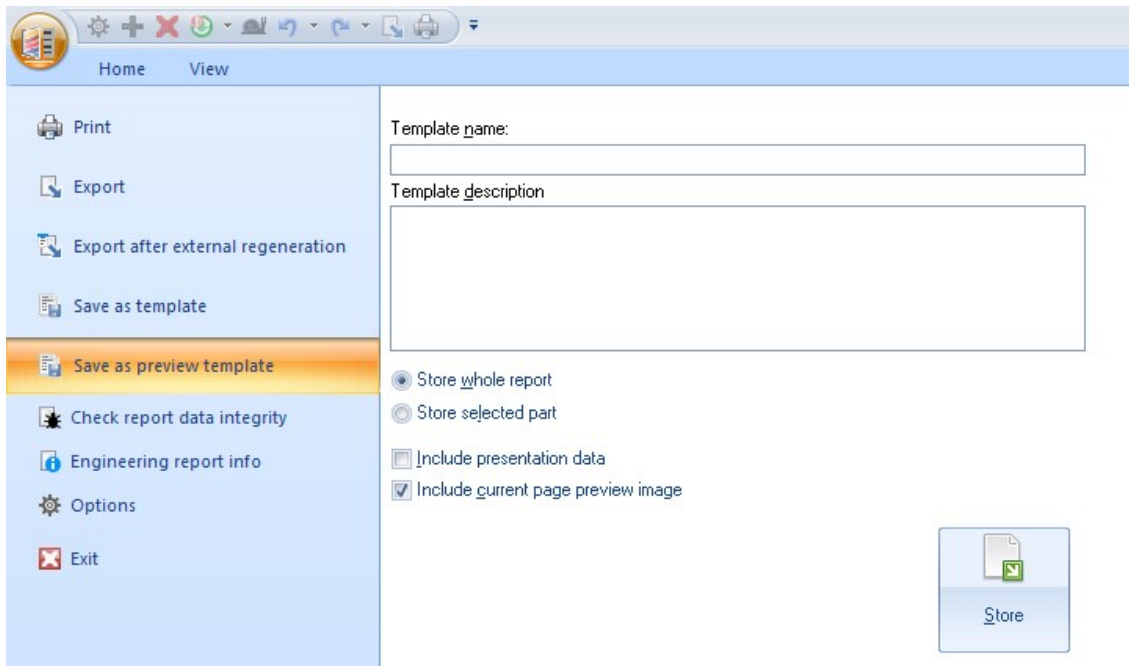 Home View
Print
Export
Export after external regeneration
Save as template
Save as preview template
Check report data integrity
Engineering report info
Options
Exit
Template name:
Template description
Store whole report
Store selected part
Include presentation data
Include current page preview image
Store